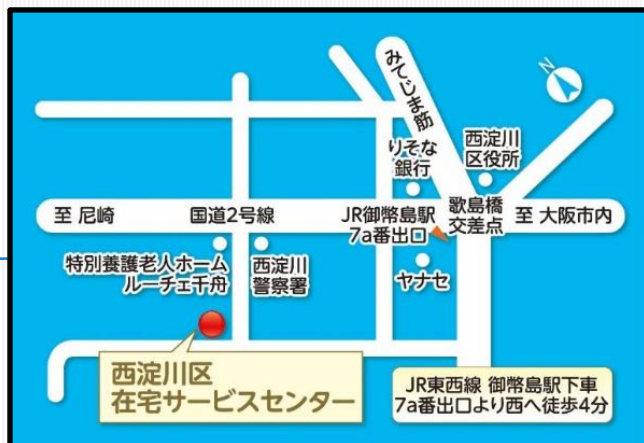 みてじま筋
N
りそな
銀行
西淀川
区役所
至 尼崎
国道2号線
JR御幣島駅
7a番出口
歌島橋
交差点
至 大阪市内
特別養護老人ホーム
ルーチェ千舟
西淀川
警察署
ヤナセ
西淀川区
在宅サービスセンター
JR東西線 御幣島駅下車
7a番出口より西へ徒歩4分